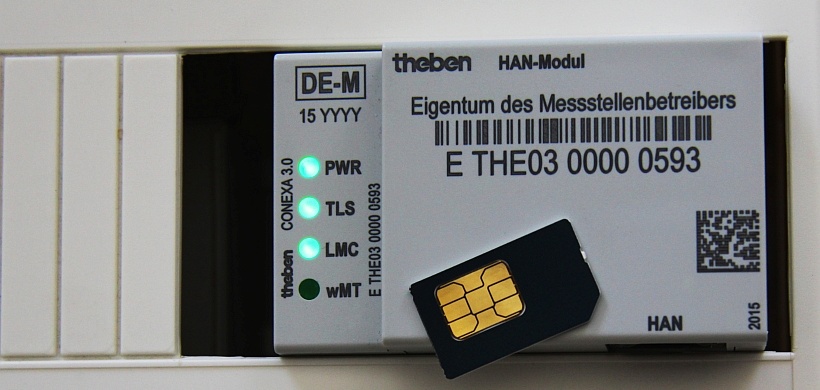 DE-M
15 YYYY
PWR
TLS
LMC
wMT
theben CONEXA 3.0
E THE03 0000 0593
theben HAN-Modul
Eigentum des Messstellenbetreibers
E THE03 0000 0593
HAN
2015